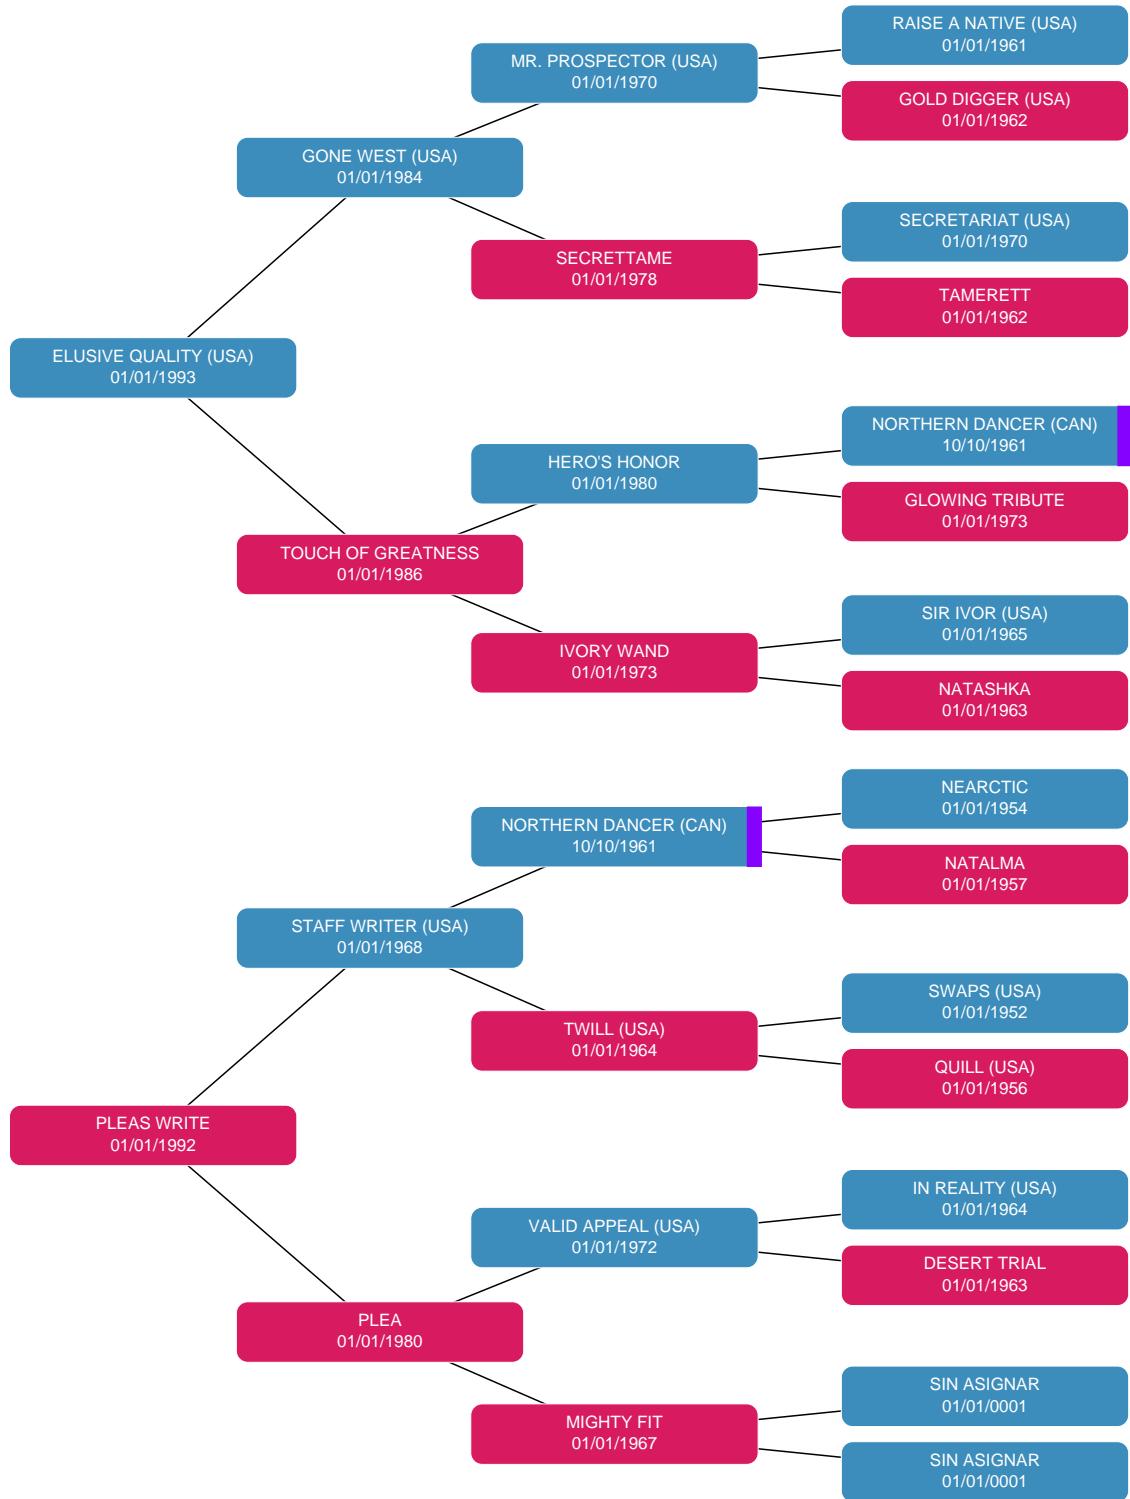 RAISE A NATIVE (USA)
01/01/1961
MR. PROSPECTOR (USA)
01/01/1970
GOLD DIGGER (USA)
01/01/1962
GONE WEST (USA)
01/01/1984
SECRETARIAT (USA)
01/01/1970
SECRETTAME
01/01/1978
TAMERETT
01/01/1962
ELUSIVE QUALITY (USA)
01/01/1993
NORTHERN DANCER (CAN)
10/10/1961
HERO'S HONOR
01/01/1980
GLOWING TRIBUTE
01/01/1973
TOUCH OF GREATNESS
01/01/1986
SIR IVOR (USA)
01/01/1965
IVORY WAND
01/01/1973
NATASHKA
01/01/1963
NEARCTIC
01/01/1954
NORTHERN DANCER (CAN)
10/10/1961
NATALMA
01/01/1957
STAFF WRITER (USA)
01/01/1968
SWAPS (USA)
01/01/1952
TWILL (USA)
01/01/1964
QUILL (USA)
01/01/1956
PLEAS WRITE
01/01/1992
IN REALITY (USA)
01/01/1964
VALID APPEAL (USA)
01/01/1972
DESERT TRIAL
01/01/1963
PLEA
01/01/1980
SIN ASIGNAR
01/01/0001
MIGHTY FIT
01/01/1967
SIN ASIGNAR
01/01/0001